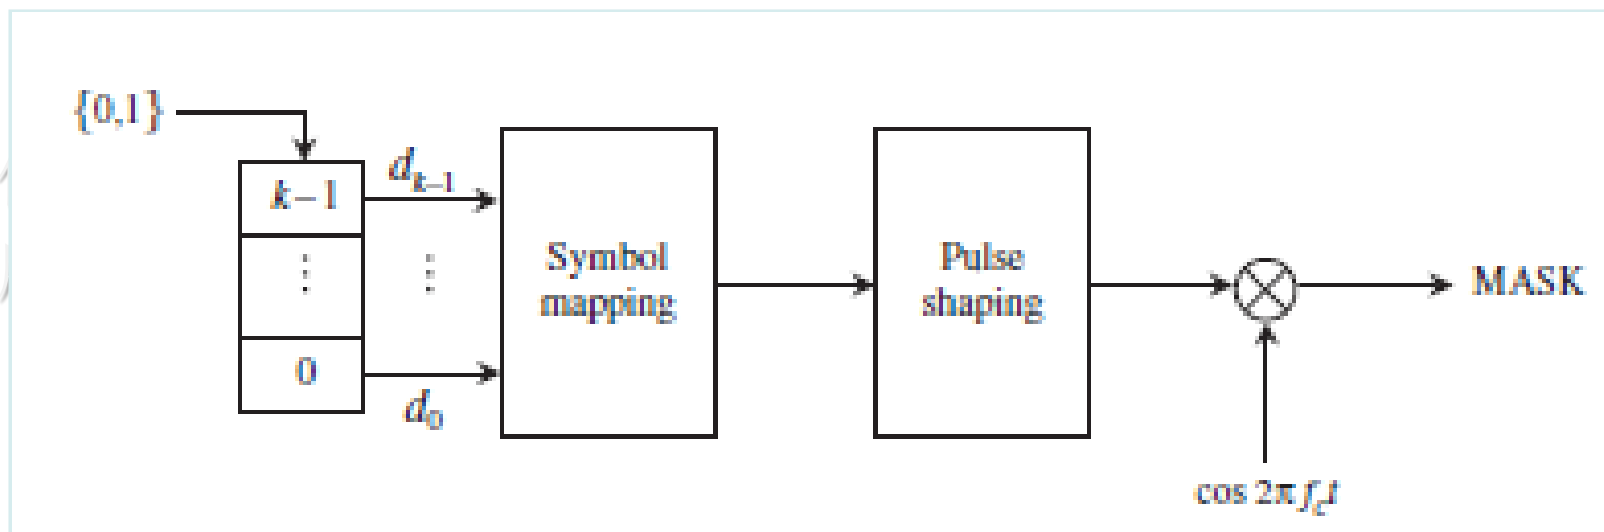 {0,1}
k−1
⋮
0
d_{k−1}
⋮
d_0
Symbol
mapping
Pulse
shaping
MASK
cos 2π f_c t